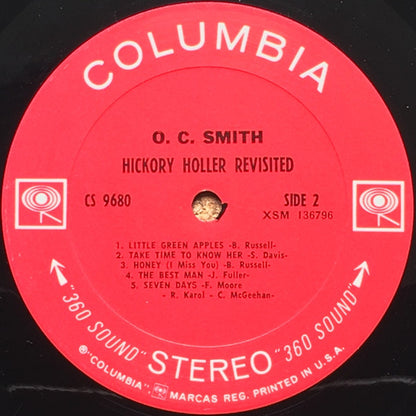 COLUMBIA
O. C. SMITH
HICKORY HOLLER REVISITED
CS 9680
SIDE 2
XSM 136796
1. LITTLE GREEN APPLES -B. Russell-
2. TAKE TIME TO KNOW HER -S. Davis-
3. HONEY (I Miss You) -B. Russell-
4. THE BEST MAN -J. Fuller-
5. SEVEN DAYS -F. Moore
- R. Karol - C. McGeehan-
"360 SOUND" STEREO "360 SOUND"
℗ "COLUMBIA" MARCAS REG. PRINTED IN U.S.A.